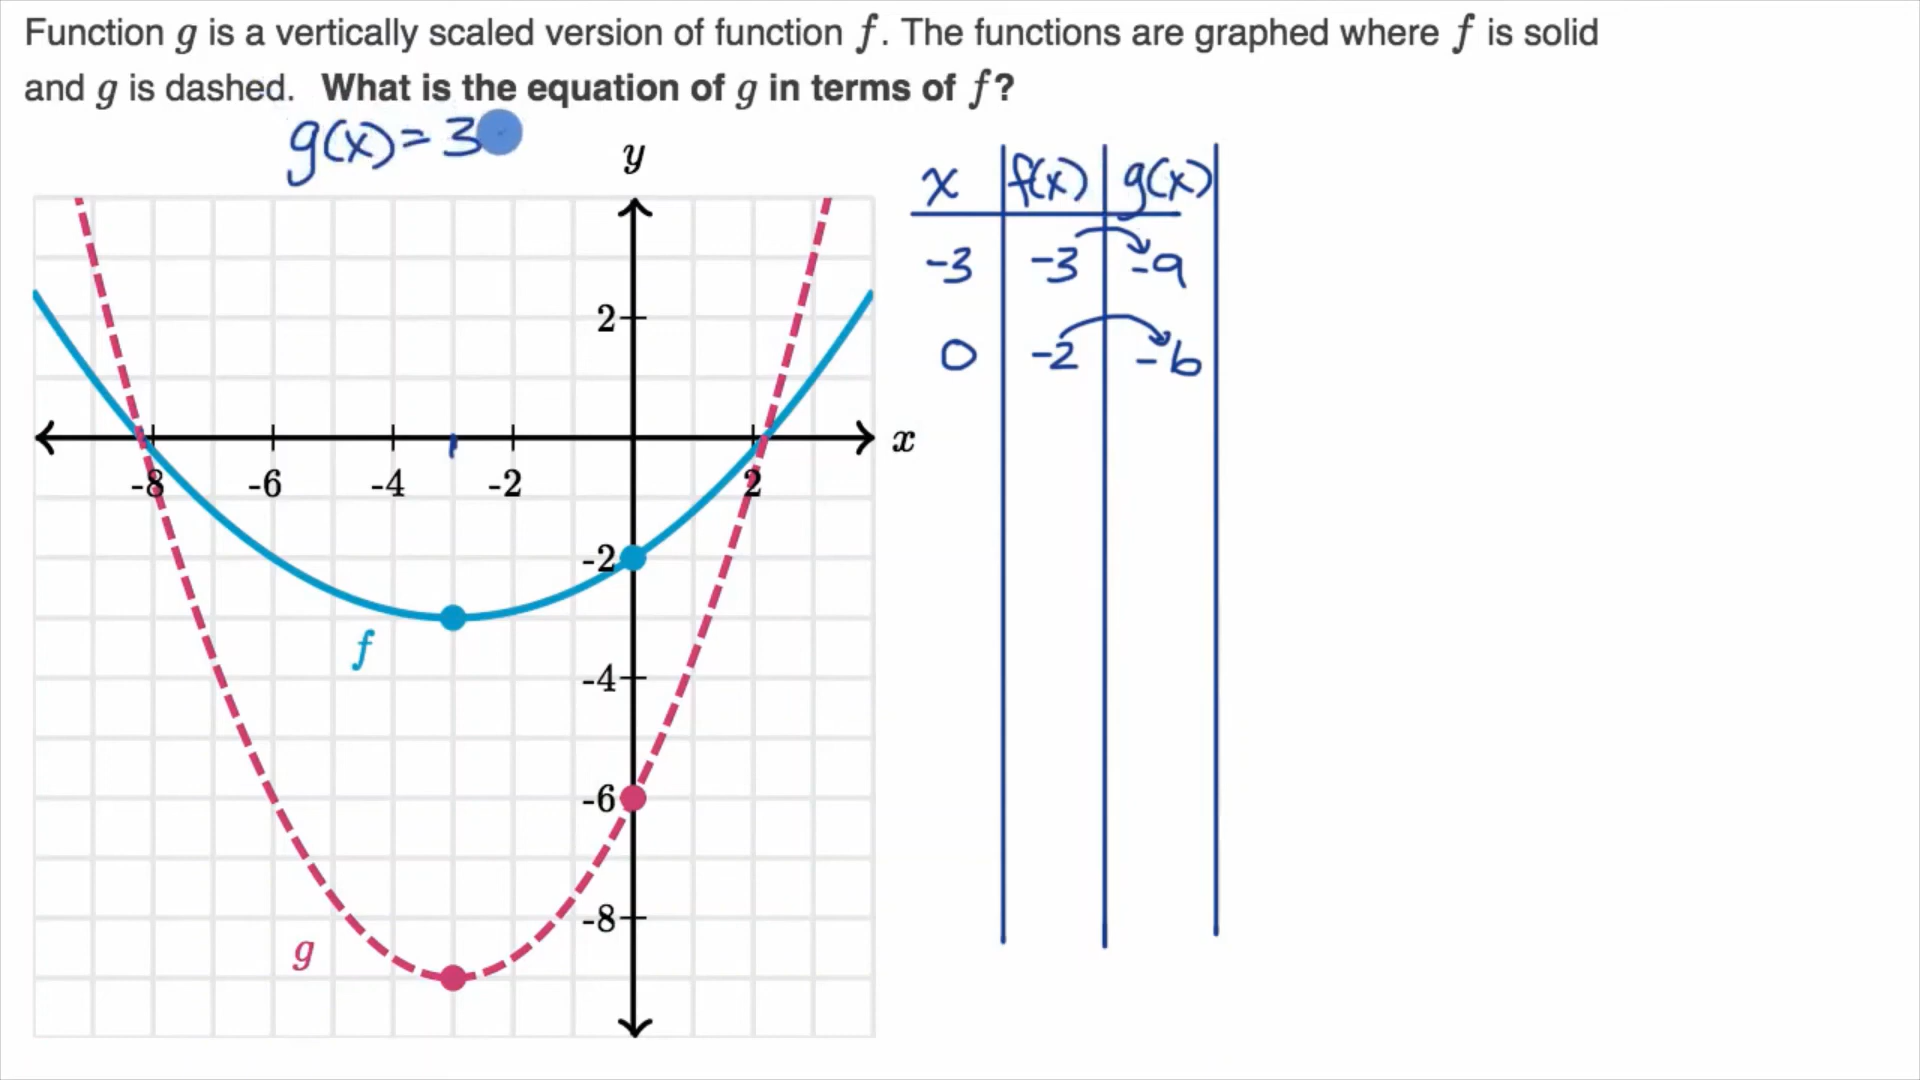 Function g is a vertically scaled version of function f. The functions are graphed where f is solid
and g is dashed. What is the equation of g in terms of f?
g(x)=3
y
x f(x) g(x)
-3 -3 -9
0 -2 -6
2
x
-8 -6 -4 -2 2
-2
f
-4
-6
-8
g